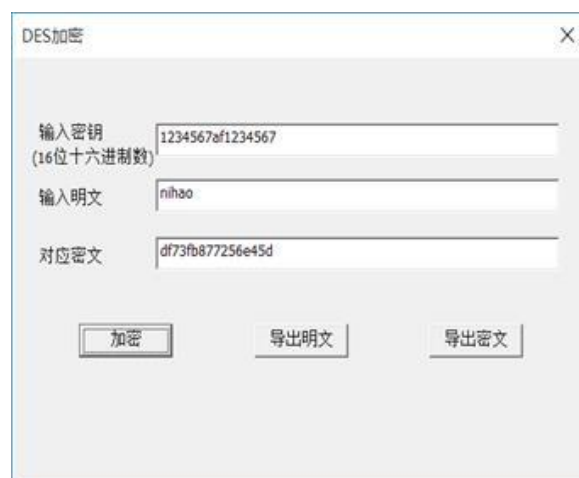 DES加密
输入密钥
1234567af1234567
(16位十六进制数)
输入明文
nihao
对应密文
df73fb877256e45d
加密
导出明文
导出密文